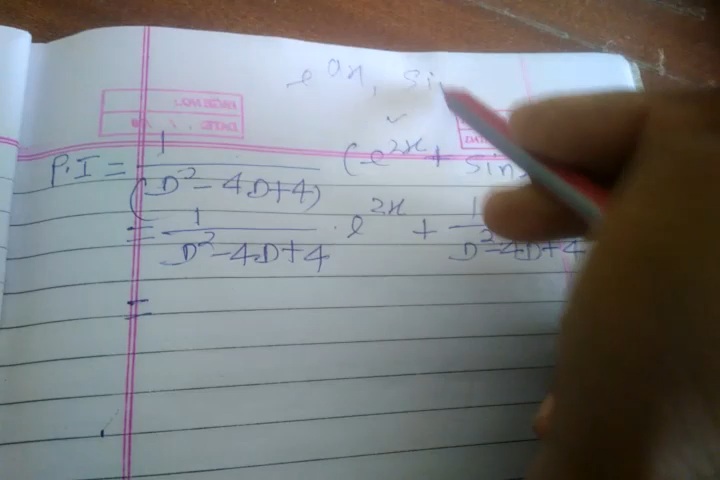 e^ax, Si
P.I = 1/(D²-4D+4) (e^2x + sin
= 1/D²-4D+4 . e^2x + 1/D²-4D+4
=